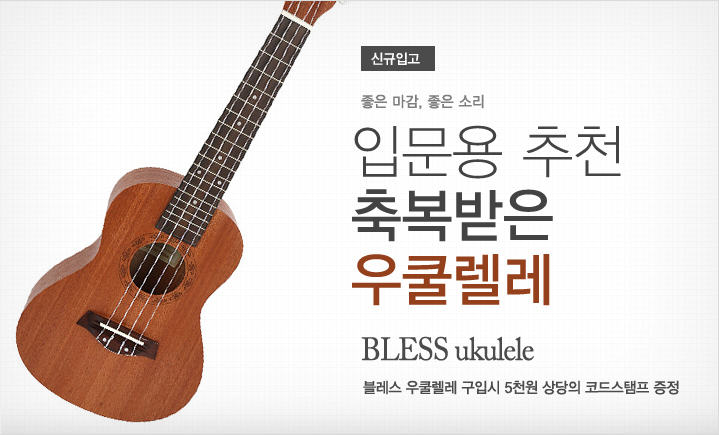 신규입고
좋은 마감, 좋은 소리
입문용 추천
축복받은
우쿨렐레
BLESS ukulele
블레스 우쿨렐레 구입시 5천원 상당의 코드스탬프 증정